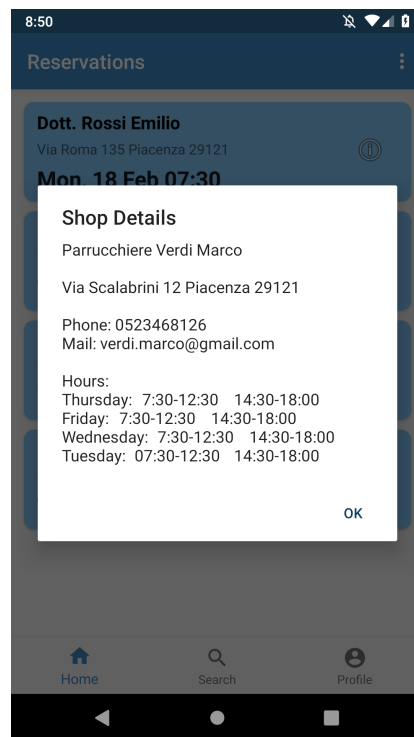 8:50
Reservations
Dott. Rossi Emilio
Via Roma 135 Piacenza 29121
Mon, 18 Feb 07:30
Shop Details
Parrucchiere Verdi Marco
Via Scalabrini 12 Piacenza 29121
Phone: 0523468126
Mail: verdi.marco@gmail.com
Hours:
Thursday: 7:30-12:30 14:30-18:00
Friday: 7:30-12:30 14:30-18:00
Wednesday: 7:30-12:30 14:30-18:00
Tuesday: 07:30-12:30 14:30-18:00
OK
Home
Search
Profile